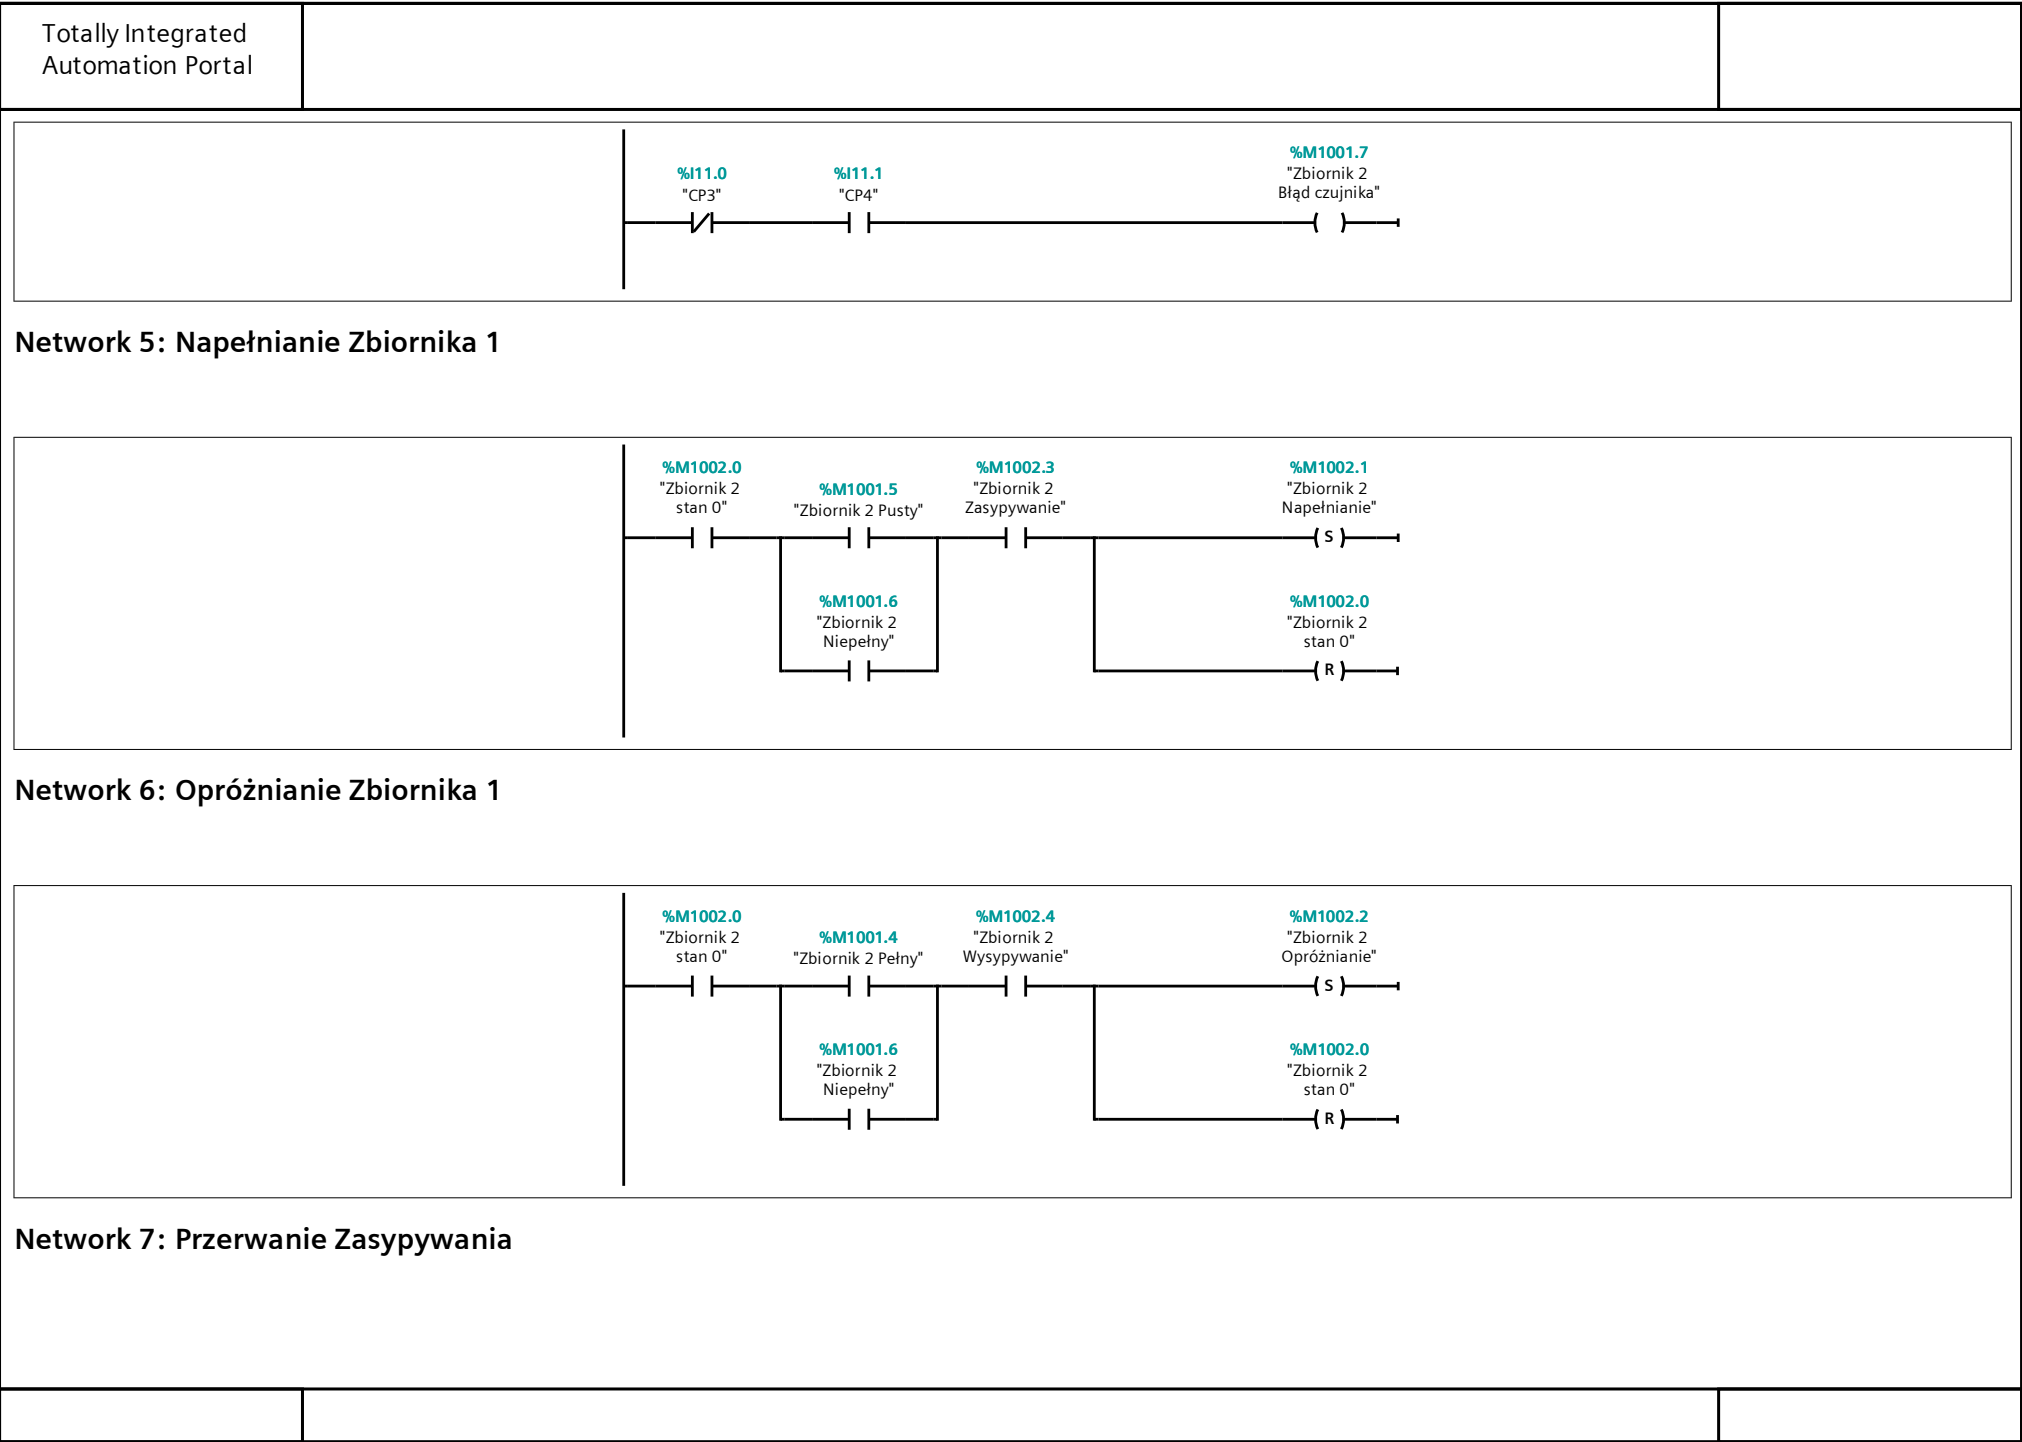 Totally Integrated
Automation Portal
%I11.0
"CP3"
%I11.1
"CP4"
%M1001.7
"Zbiornik 2
Błąd czujnika"
Network 5: Napełnianie Zbiornika 1
%M1002.0
"Zbiornik 2
stan 0"
%M1001.5
"Zbiornik 2 Pusty"
%M1002.3
"Zbiornik 2
Zasypywanie"
%M1002.1
"Zbiornik 2
Napełnianie"
S
%M1001.6
"Zbiornik 2
Niepełny"
%M1002.0
"Zbiornik 2
stan 0"
R
Network 6: Opróżnianie Zbiornika 1
%M1002.0
"Zbiornik 2
stan 0"
%M1001.4
"Zbiornik 2 Pełny"
%M1002.4
"Zbiornik 2
Wysypywanie"
%M1002.2
"Zbiornik 2
Opróżnianie"
S
%M1001.6
"Zbiornik 2
Niepełny"
%M1002.0
"Zbiornik 2
stan 0"
R
Network 7: Przerwanie Zasypywania